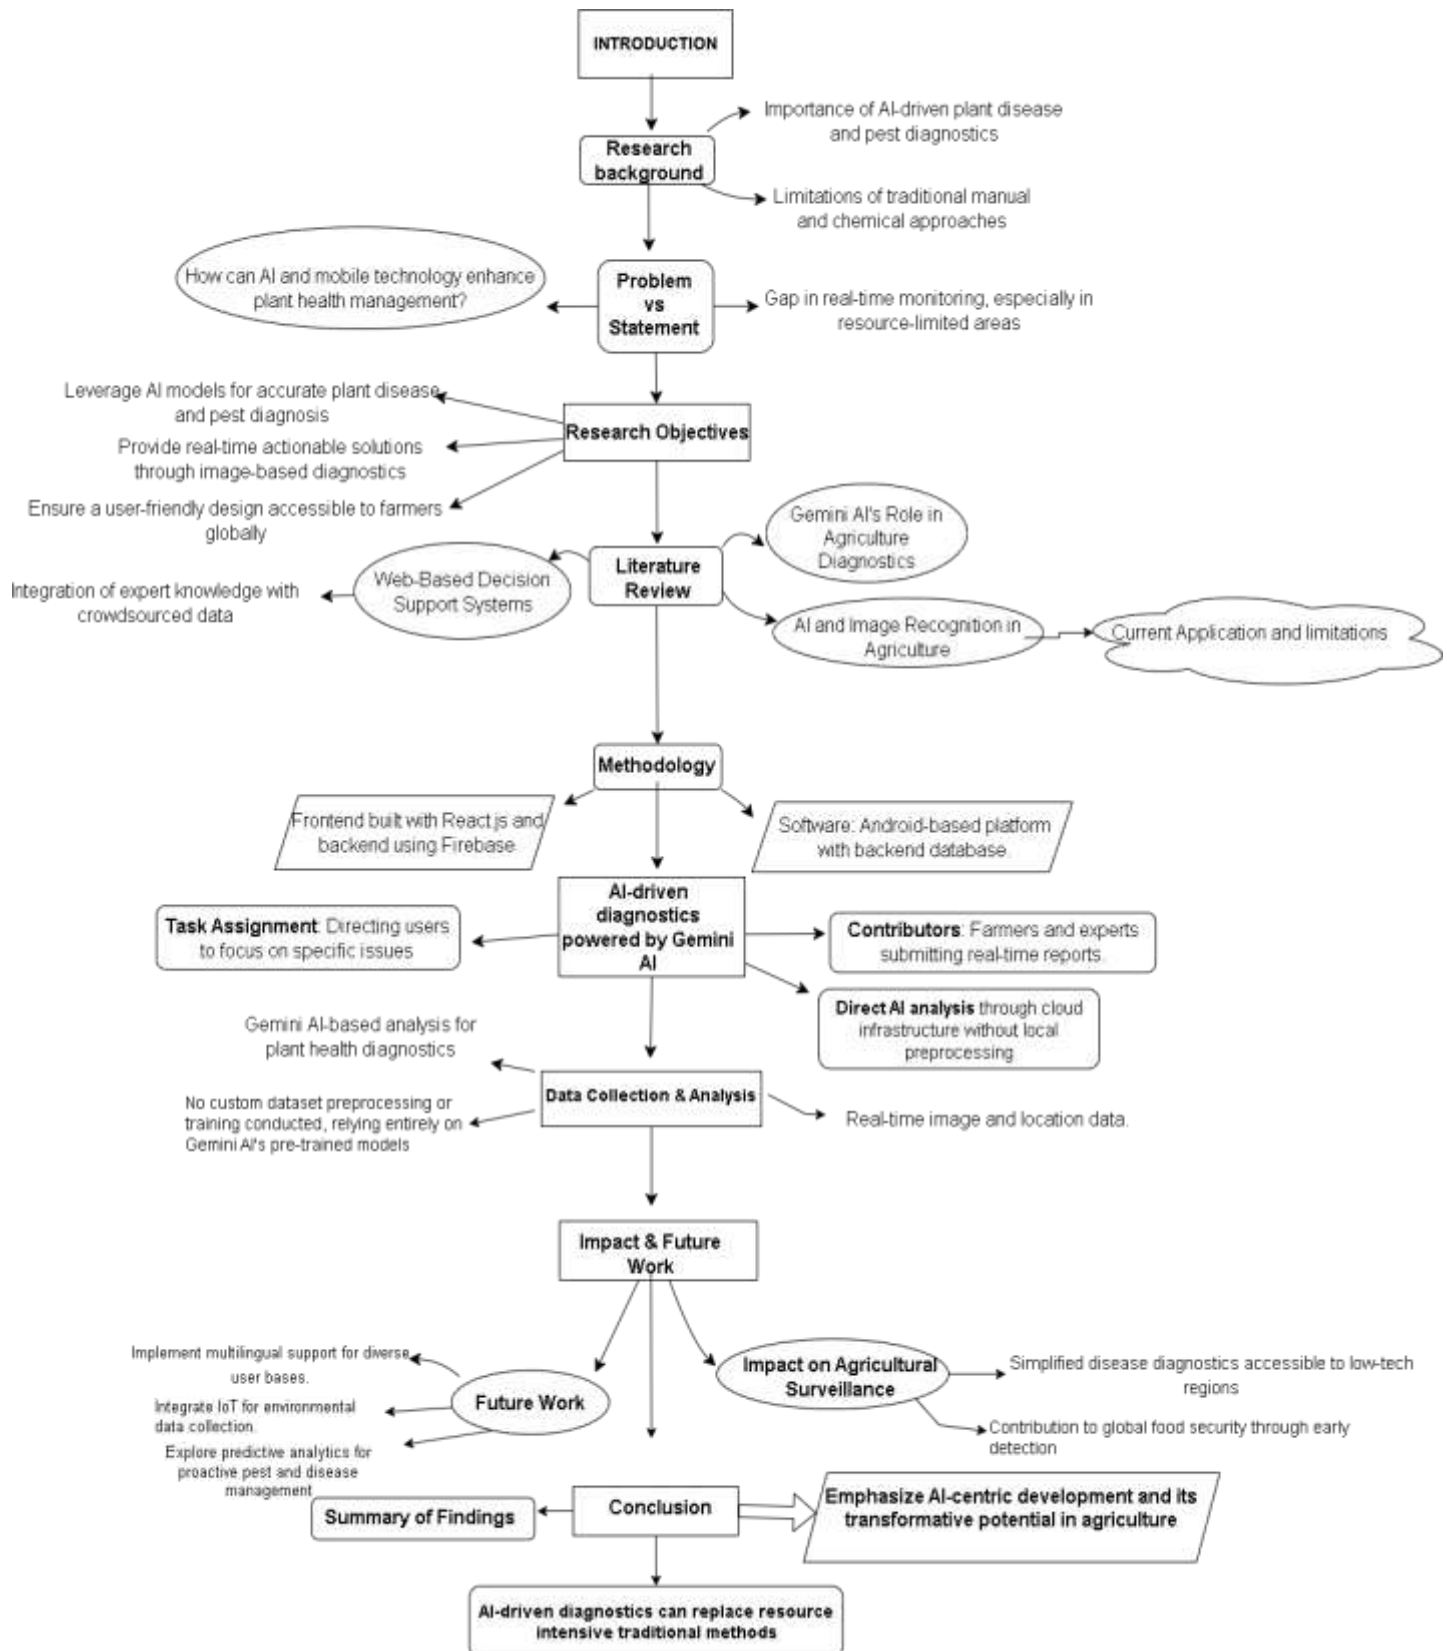 INTRODUCTION
Importance of AI-driven plant disease
and pest diagnostics
Research
background
Limitations of traditional manual
and chemical approaches
How can AI and mobile technology enhance
plant health management?
Problem
vs
Statement
Gap in real-time monitoring, especially in
resource-limited areas
Leverage AI models for accurate plant disease
and pest diagnosis
Research Objectives
Provide real-time actionable solutions
through image-based diagnostics
Ensure a user-friendly design accessible to farmers
globally
Gemini AI's Role in
Agriculture
Diagnostics
Literature
Review
Web-Based Decision
Support Systems
Integration of expert knowledge with
crowdsourced data
AI and Image Recognition in
Agriculture
Current Application and limitations
Methodology
Frontend built with React.js and
backend using Firebase
Software: Android-based platform
with backend database.
AI-driven
diagnostics
powered by Gemini
AI
Task Assignment: Directing users
to focus on specific issues
Contributors: Farmers and experts
submitting real-time reports.
Direct AI analysis through cloud
infrastructure without local
preprocessing
Gemini AI-based analysis for
plant health diagnostics
Data Collection & Analysis
No custom dataset preprocessing or
training conducted, relying entirely on
Gemini AI's pre-trained models
Real-time image and location data.
Impact & Future
Work
Implement multilingual support for diverse
user bases.
Future Work
Integrate IoT for environmental
data collection.
Explore predictive analytics for
proactive pest and disease
management
Impact on Agricultural
Surveillance
Simplified disease diagnostics accessible to low-tech
regions
Contribution to global food security through early
detection
Summary of Findings
Conclusion
Emphasize AI-centric development and its
transformative potential in agriculture
AI-driven diagnostics can replace resource
intensive traditional methods